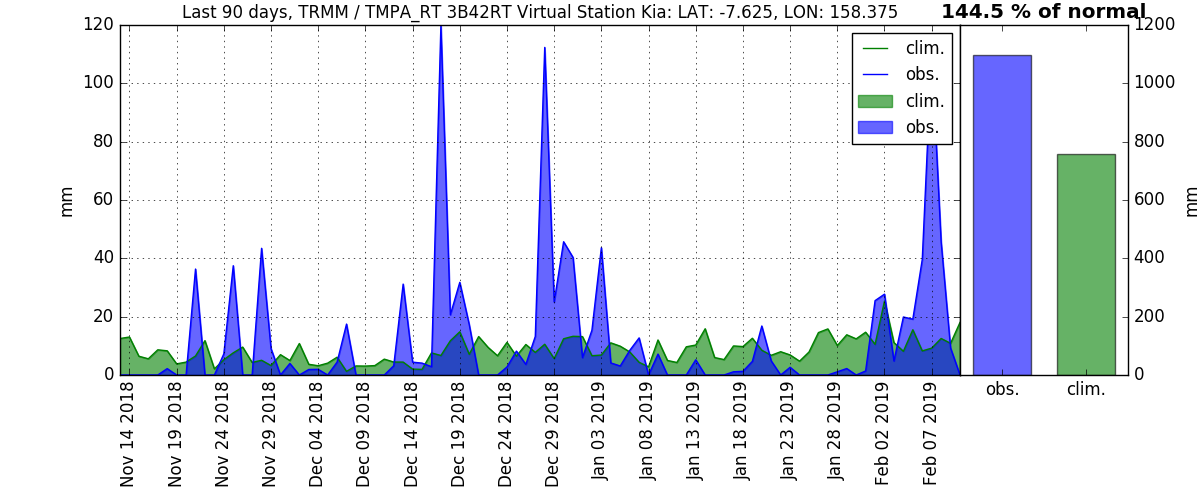 Last 90 days, TRMM / TMPA_RT 3B42RT Virtual Station Kia: LAT: -7.625, LON: 158.375
144.5 % of normal
120
100
80
60
40
20
0
mm
clim.
obs.
clim.
obs.
1200
1000
800
600
400
200
0
mm
Nov 14 2018
Nov 19 2018
Nov 24 2018
Nov 29 2018
Dec 04 2018
Dec 09 2018
Dec 14 2018
Dec 19 2018
Dec 24 2018
Dec 29 2018
Jan 03 2019
Jan 08 2019
Jan 13 2019
Jan 18 2019
Jan 23 2019
Jan 28 2019
Feb 02 2019
Feb 07 2019
obs.
clim.